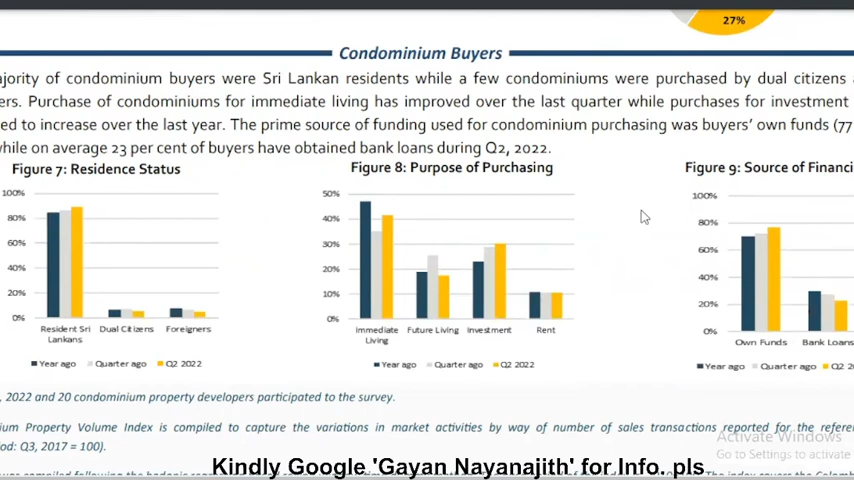 27%
Condominium Buyers
ajority of condominium buyers were Sri Lankan residents while a few condominiums were purchased by dual citizens
ers. Purchase of condominiums for immediate living has improved over the last quarter while purchases for investment
ed to increase over the last year. The prime source of funding used for condominium purchasing was buyers' own funds (77
while on average 23 per cent of buyers have obtained bank loans during Q2, 2022.
Figure 7: Residence Status
100%
80%
60%
40%
20%
0%
Resident Sri Lankans
Dual Citizens
Foreigners
Year ago
Quarter ago
Q2 2022
Figure 8: Purpose of Purchasing
50%
40%
30%
20%
10%
0%
Immediate Living
Future Living
Investment
Rent
Year ago
Quarter ago
Q2 2022
Figure 9: Source of Financi
100%
80%
60%
40%
20%
0%
Own Funds
Bank Loans
Year ago
Quarter ago
Q2 20
, 2022 and 20 condominium property developers participated to the survey.
ium Property Volume Index is compiled to capture the variations in market activities by way of number of sales transactions reported for the refere
od: Q3, 2017 = 100).
Activate Windows
Go to Settings to activate
Kindly Google 'Gayan Nayanajith' for Info. pls